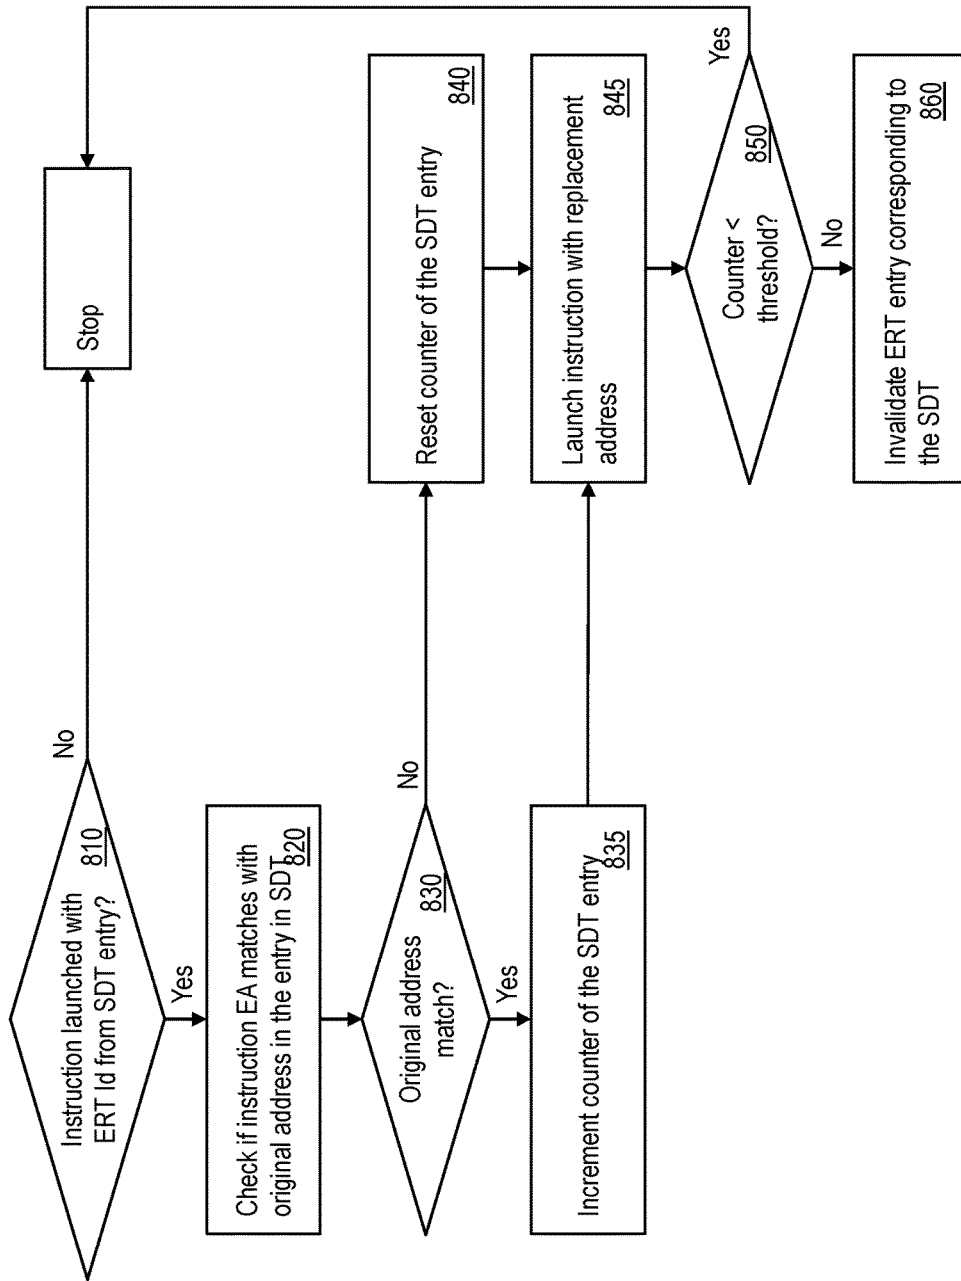 Instruction launched with
ERT Id from SDT entry?
810
No
Stop
Yes
Check if instruction EA matches with
original address in the entry in SDT
820
Original address
match?
830
No
Reset counter of the SDT entry
840
Yes
Increment counter of the SDT entry
835
Launch instruction with replacement
address
845
Counter <
threshold?
850
Yes
No
Invalidate ERT entry corresponding to
the SDT
860